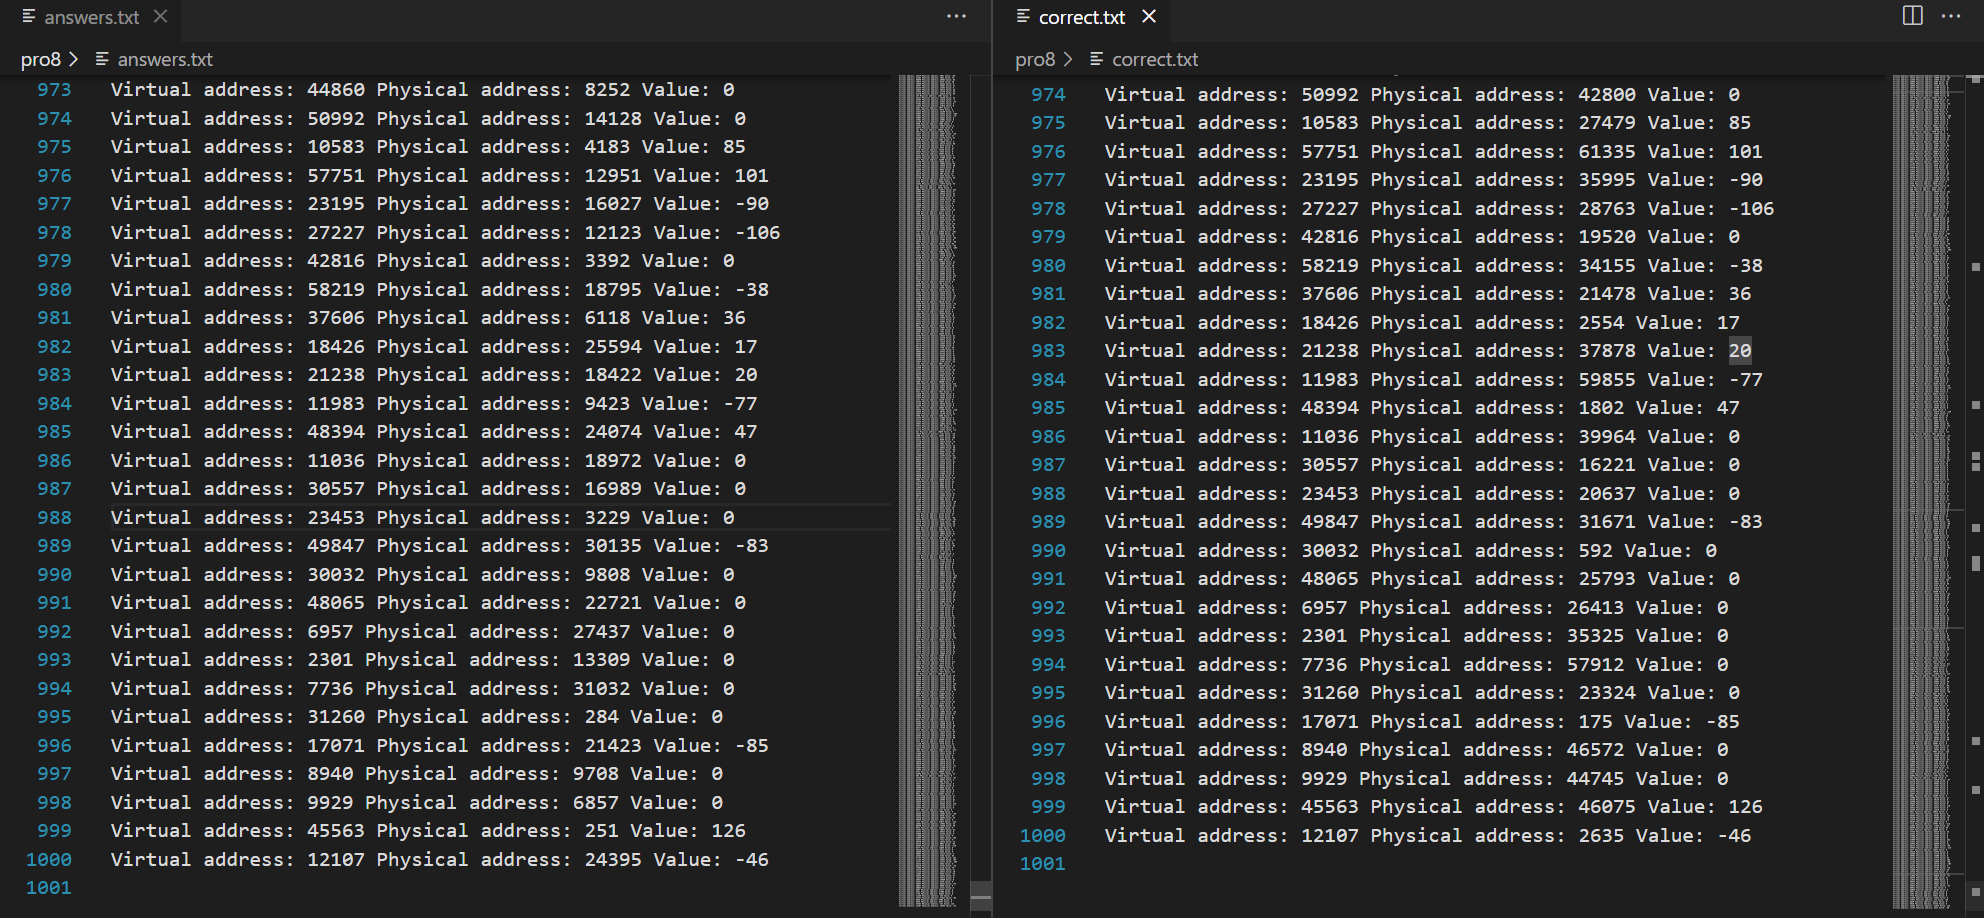 answers.txt
pro8 > answers.txt
973 Virtual address: 44860 Physical address: 8252 Value: 0
974 Virtual address: 50992 Physical address: 14128 Value: 0
975 Virtual address: 10583 Physical address: 4183 Value: 85
976 Virtual address: 57751 Physical address: 12951 Value: 101
977 Virtual address: 23195 Physical address: 16027 Value: -90
978 Virtual address: 27227 Physical address: 12123 Value: -106
979 Virtual address: 42816 Physical address: 3392 Value: 0
980 Virtual address: 58219 Physical address: 18795 Value: -38
981 Virtual address: 37606 Physical address: 6118 Value: 36
982 Virtual address: 18426 Physical address: 25594 Value: 17
983 Virtual address: 21238 Physical address: 18422 Value: 20
984 Virtual address: 11983 Physical address: 9423 Value: -77
985 Virtual address: 48394 Physical address: 24074 Value: 47
986 Virtual address: 11036 Physical address: 18972 Value: 0
987 Virtual address: 30557 Physical address: 16989 Value: 0
988 Virtual address: 23453 Physical address: 3229 Value: 0
989 Virtual address: 49847 Physical address: 30135 Value: -83
990 Virtual address: 30032 Physical address: 9808 Value: 0
991 Virtual address: 48065 Physical address: 22721 Value: 0
992 Virtual address: 6957 Physical address: 27437 Value: 0
993 Virtual address: 2301 Physical address: 13309 Value: 0
994 Virtual address: 7736 Physical address: 31032 Value: 0
995 Virtual address: 31260 Physical address: 284 Value: 0
996 Virtual address: 17071 Physical address: 21423 Value: -85
997 Virtual address: 8940 Physical address: 9708 Value: 0
998 Virtual address: 9929 Physical address: 6857 Value: 0
999 Virtual address: 45563 Physical address: 251 Value: 126
1000 Virtual address: 12107 Physical address: 24395 Value: -46
1001
correct.txt
pro8 > correct.txt
974 Virtual address: 50992 Physical address: 42800 Value: 0
975 Virtual address: 10583 Physical address: 27479 Value: 85
976 Virtual address: 57751 Physical address: 61335 Value: 101
977 Virtual address: 23195 Physical address: 35995 Value: -90
978 Virtual address: 27227 Physical address: 28763 Value: -106
979 Virtual address: 42816 Physical address: 19520 Value: 0
980 Virtual address: 58219 Physical address: 34155 Value: -38
981 Virtual address: 37606 Physical address: 21478 Value: 36
982 Virtual address: 18426 Physical address: 2554 Value: 17
983 Virtual address: 21238 Physical address: 37878 Value: 20
984 Virtual address: 11983 Physical address: 59855 Value: -77
985 Virtual address: 48394 Physical address: 1802 Value: 47
986 Virtual address: 11036 Physical address: 39964 Value: 0
987 Virtual address: 30557 Physical address: 16221 Value: 0
988 Virtual address: 23453 Physical address: 20637 Value: 0
989 Virtual address: 49847 Physical address: 31671 Value: -83
990 Virtual address: 30032 Physical address: 592 Value: 0
991 Virtual address: 48065 Physical address: 25793 Value: 0
992 Virtual address: 6957 Physical address: 26413 Value: 0
993 Virtual address: 2301 Physical address: 35325 Value: 0
994 Virtual address: 7736 Physical address: 57912 Value: 0
995 Virtual address: 31260 Physical address: 23324 Value: 0
996 Virtual address: 17071 Physical address: 175 Value: -85
997 Virtual address: 8940 Physical address: 46572 Value: 0
998 Virtual address: 9929 Physical address: 44745 Value: 0
999 Virtual address: 45563 Physical address: 46075 Value: 126
1000 Virtual address: 12107 Physical address: 2635 Value: -46
1001